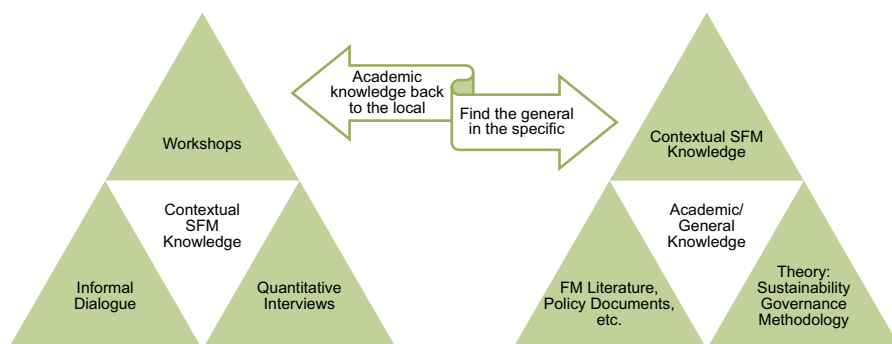 Workshops
Contextual
SFM
Knowledge
Informal
Dialogue
Quantitative
Interviews
Academic
knowledge back
to the local
Find the general
in the specific
Contextual SFM
Knowledge
Academic/
General
Knowledge
FM Literature,
Policy Documents,
etc.
Theory:
Sustainability
Governance
Methodology